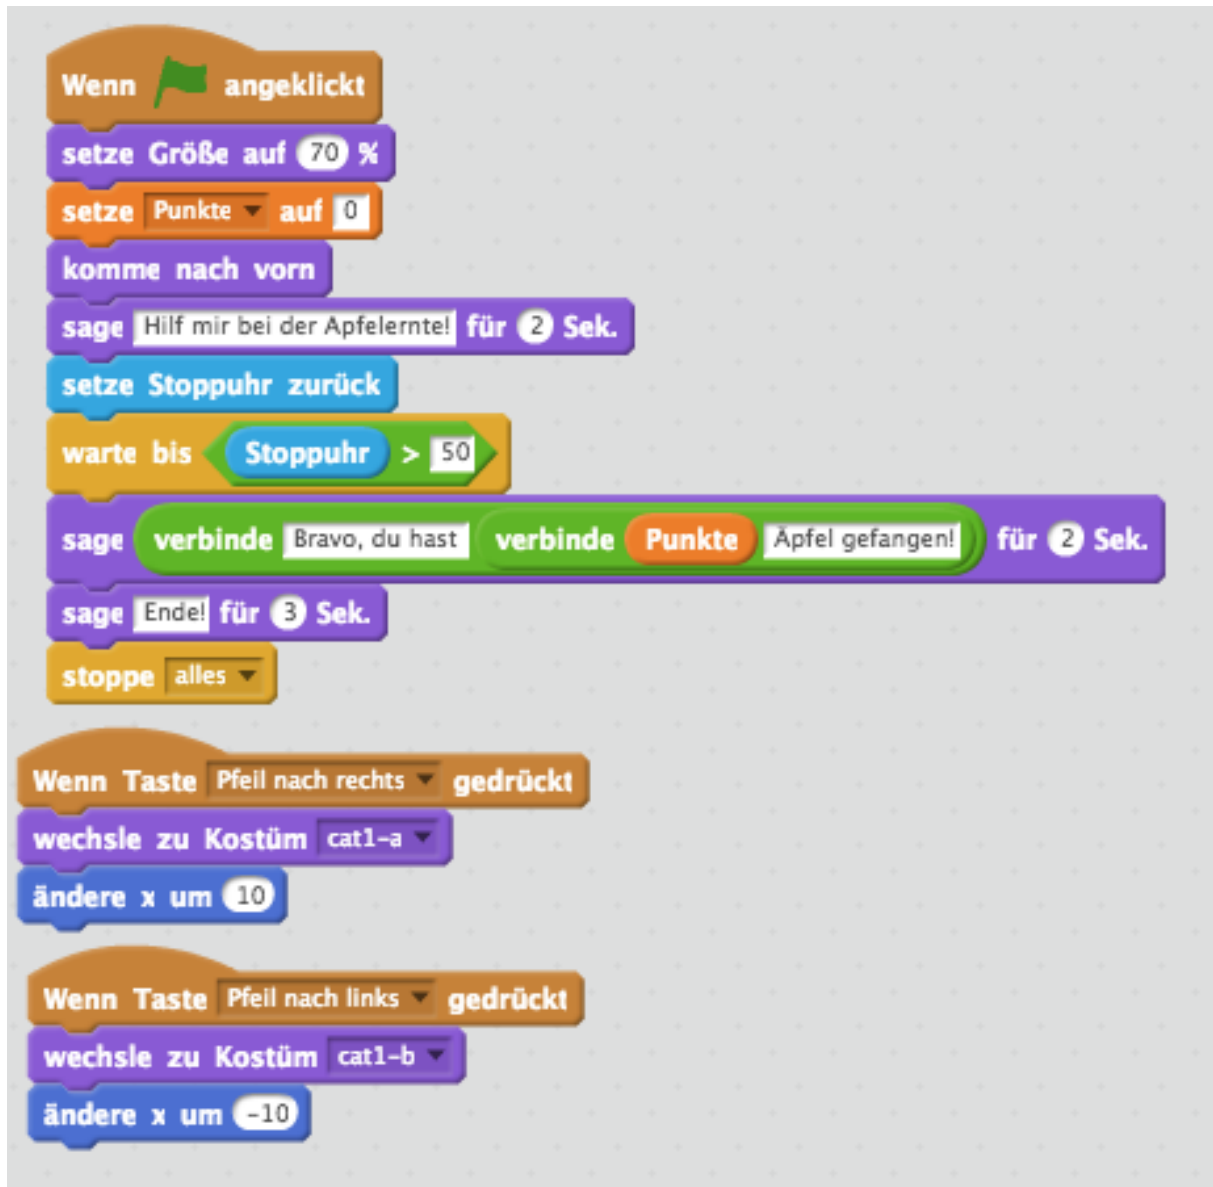 Wenn angeklickt
setze Größe auf 70 %
setze Punkte auf 0
komme nach vorn
sage Hilf mir bei der Apfelernte! für 2 Sek.
setze Stoppuhr zurück
warte bis Stoppuhr > 50
sage verbinde Bravo, du hast verbinde Punkte Äpfel gefangen! für 2 Sek.
sage Ende! für 3 Sek.
stoppe alles
Wenn Taste Pfeil nach rechts gedrückt
wechsle zu Kostüm cat1-a
ändere x um 10
Wenn Taste Pfeil nach links gedrückt
wechsle zu Kostüm cat1-b
ändere x um -10